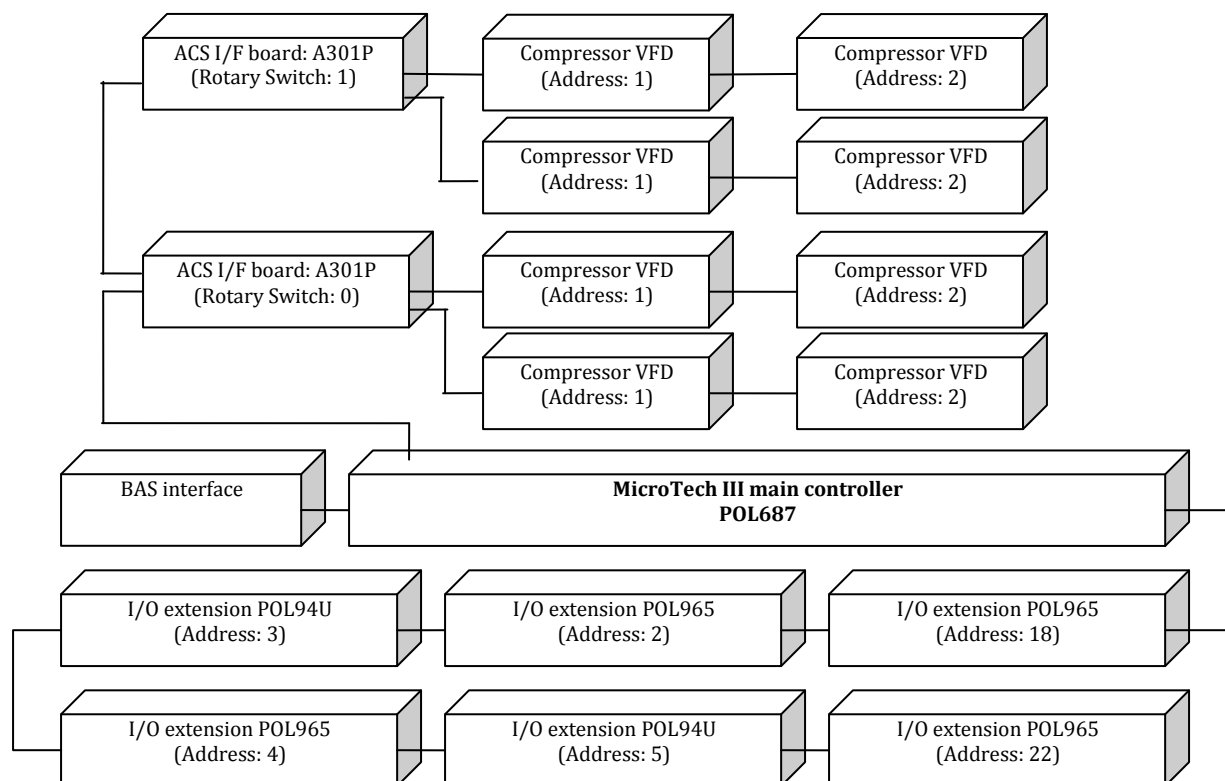 ACS I/F board: A301P
(Rotary Switch: 1)
Compressor VFD
(Address: 1)
Compressor VFD
(Address: 2)
Compressor VFD
(Address: 1)
Compressor VFD
(Address: 2)
ACS I/F board: A301P
(Rotary Switch: 0)
Compressor VFD
(Address: 1)
Compressor VFD
(Address: 2)
Compressor VFD
(Address: 1)
Compressor VFD
(Address: 2)
BAS interface
MicroTech III main controller
POL687
I/O extension POL94U
(Address: 3)
I/O extension POL965
(Address: 2)
I/O extension POL965
(Address: 18)
I/O extension POL965
(Address: 4)
I/O extension POL94U
(Address: 5)
I/O extension POL965
(Address: 22)